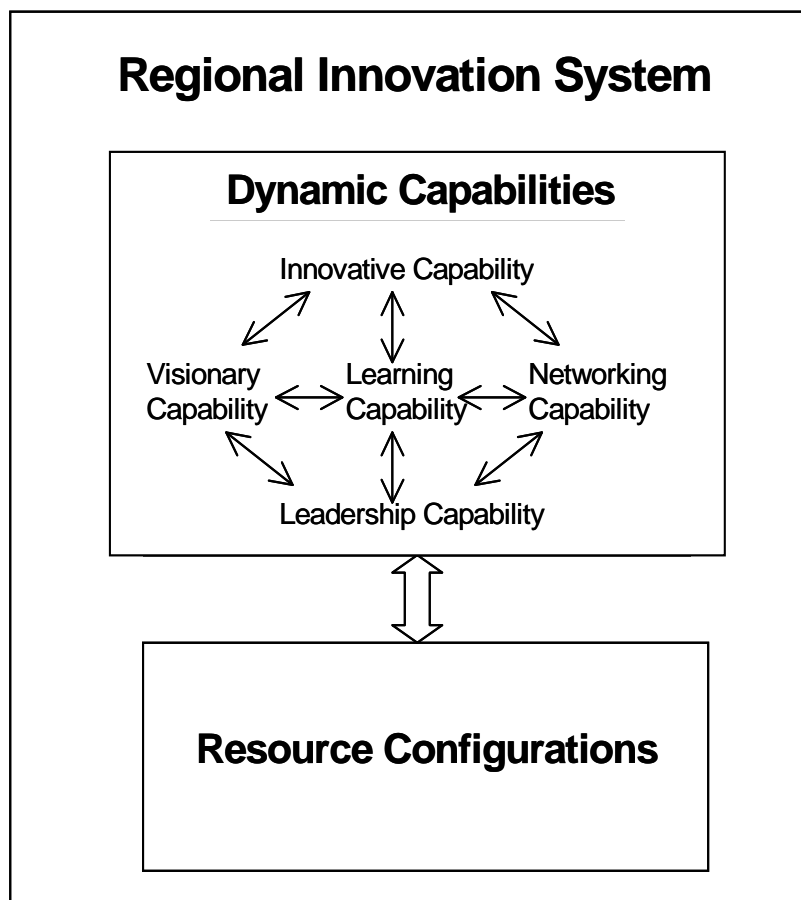 Regional Innovation System
Dynamic Capabilities
Innovative Capability
Visionary
Capability
Learning
Capability
Networking
Capability
Leadership Capability
Resource Configurations